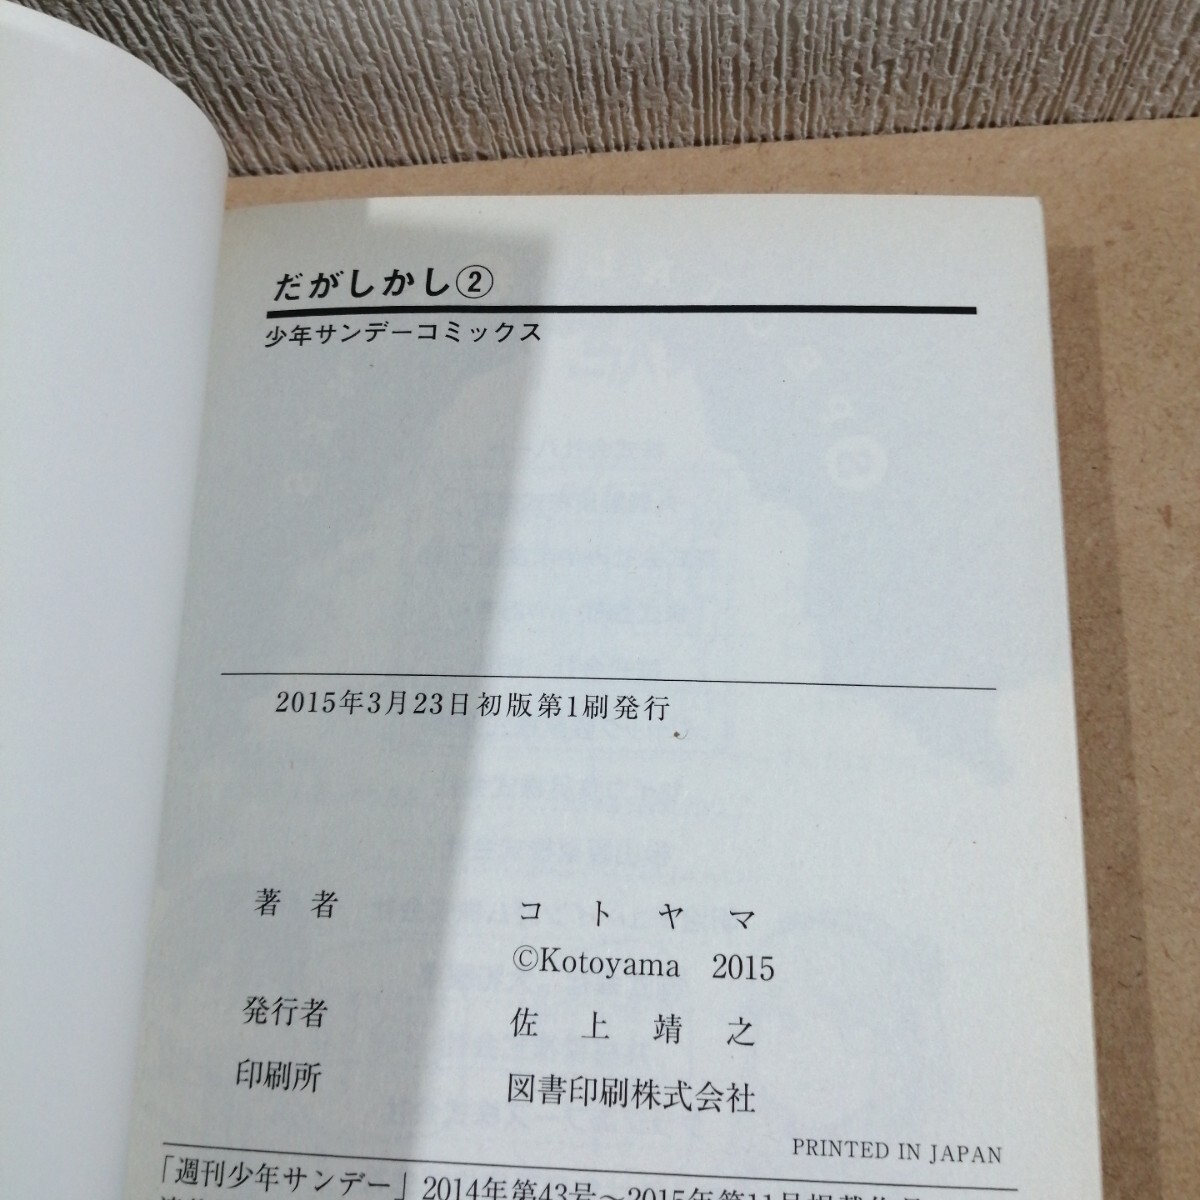 だがしかし②
少年サンデーコミックス
2015年3月23日初版第1刷発行
著者 コトヤマ
©Kotoyama 2015
発行者 佐上靖之
印刷所 図書印刷株式会社
PRINTED IN JAPAN
「週刊少年サンデー」2014年第43号～2015年第11号掲載作品